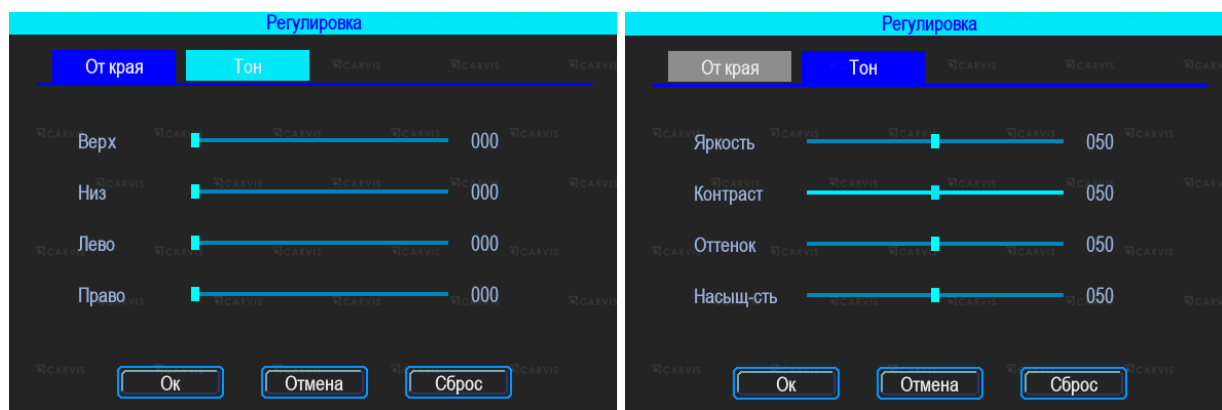 Регулировка
От края Тон
Верх 000
Низ 000
Лево 000
Право 000
Ок Отмена Сброс
Регулировка
От края Тон
Яркость 050
Контраст 050
Оттенок 050
Насыщ-сть 050
Ок Отмена Сброс
CARVIS